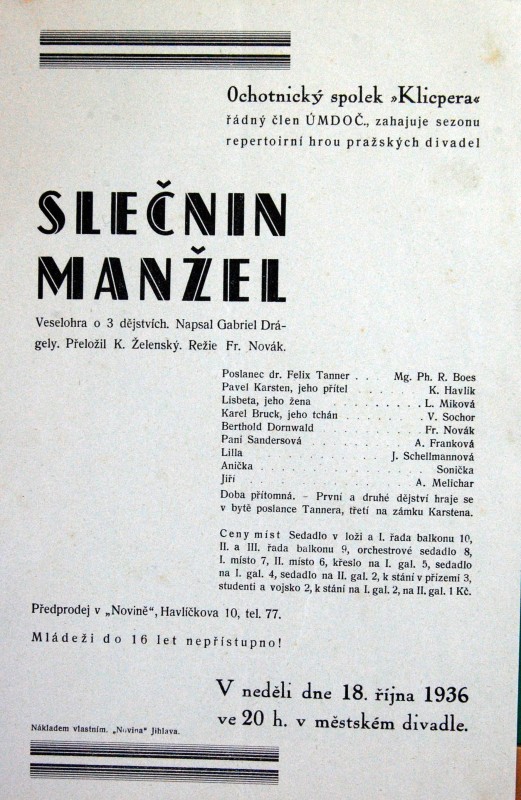 Ochotnický spolek »Klicpera«
řádný člen ÚMDOČ., zahajuje sezonu
repertoirní hrou pražských divadel
SLEČNIN
MANŽEL
Veselohra o 3 dějstvích. Napsal Gabriel Drá-
gely. Přeložil K. Želenský. Režie Fr. Novák.
Poslanec dr. Felix Tanner . . . Mg. Ph. R. Boes
Pavel Karsten, jeho přítel . . . . . . K. Havlík
Lisbeta, jeho žena . . . . . . . . L. Miková
Karel Bruck, jeho tchán . . . . . . . V. Sochor
Berthold Dornwald . . . . . . . . Fr. Novák
Paní Sandersová . . . . . . . . A. Franková
Lilla . . . . . . . . . . . J. Schellmannová
Anička . . . . . . . . . . . . Sonička
Jiří . . . . . . . . . . . . A. Melichar
Doba přítomná. – První a druhé dějství hraje se
v bytě poslance Tannera, třetí na zámku Karstena.
Ceny míst Sedadlo v loži a I. řada balkonu 10,
II. a III. řada balkonu 9, orchestrové sedadlo 8,
I. místo 7, II. místo 6, křeslo na I. gal. 5, sedadlo
na I. gal. 4, sedadlo na II. gal. 2, k stání v přízemí 3,
studenti a vojsko 2, k stání na I. gal. 2, na II. gal. 1 Kč.
Předprodej v „Novině", Havlíčkova 10, tel. 77.
Mládeži do 16 let nepřístupno!
V neděli dne 18. října 1936
ve 20 h. v městském divadle.
Nákladem vlastním. „Novina" Jihlava.